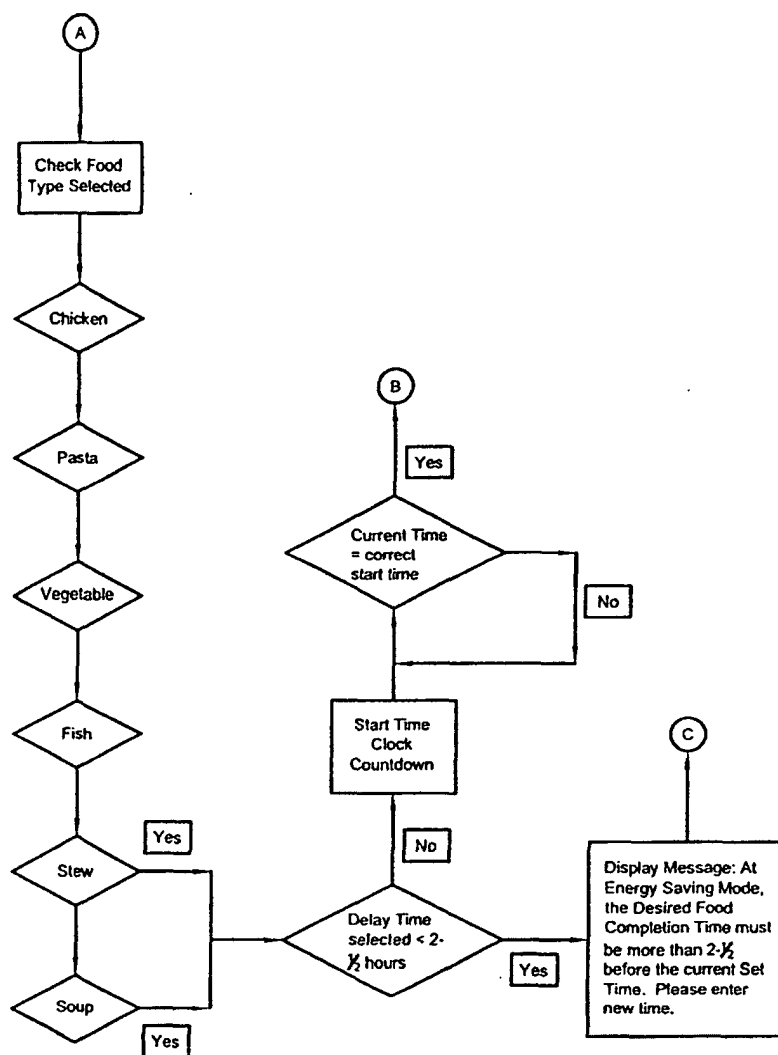 A
Check Food
Type Selected
Chicken
Pasta
Vegetable
Fish
Stew
Yes
Soup
Yes
B
Yes
Current Time
= correct
start time
No
Start Time
Clock
Countdown
No
Delay Time
selected < 2-
½ hours
Yes
C
Display Message: At
Energy Saving Mode,
the Desired Food
Completion Time must
be more than 2-½
before the current Set
Time. Please enter
new time.